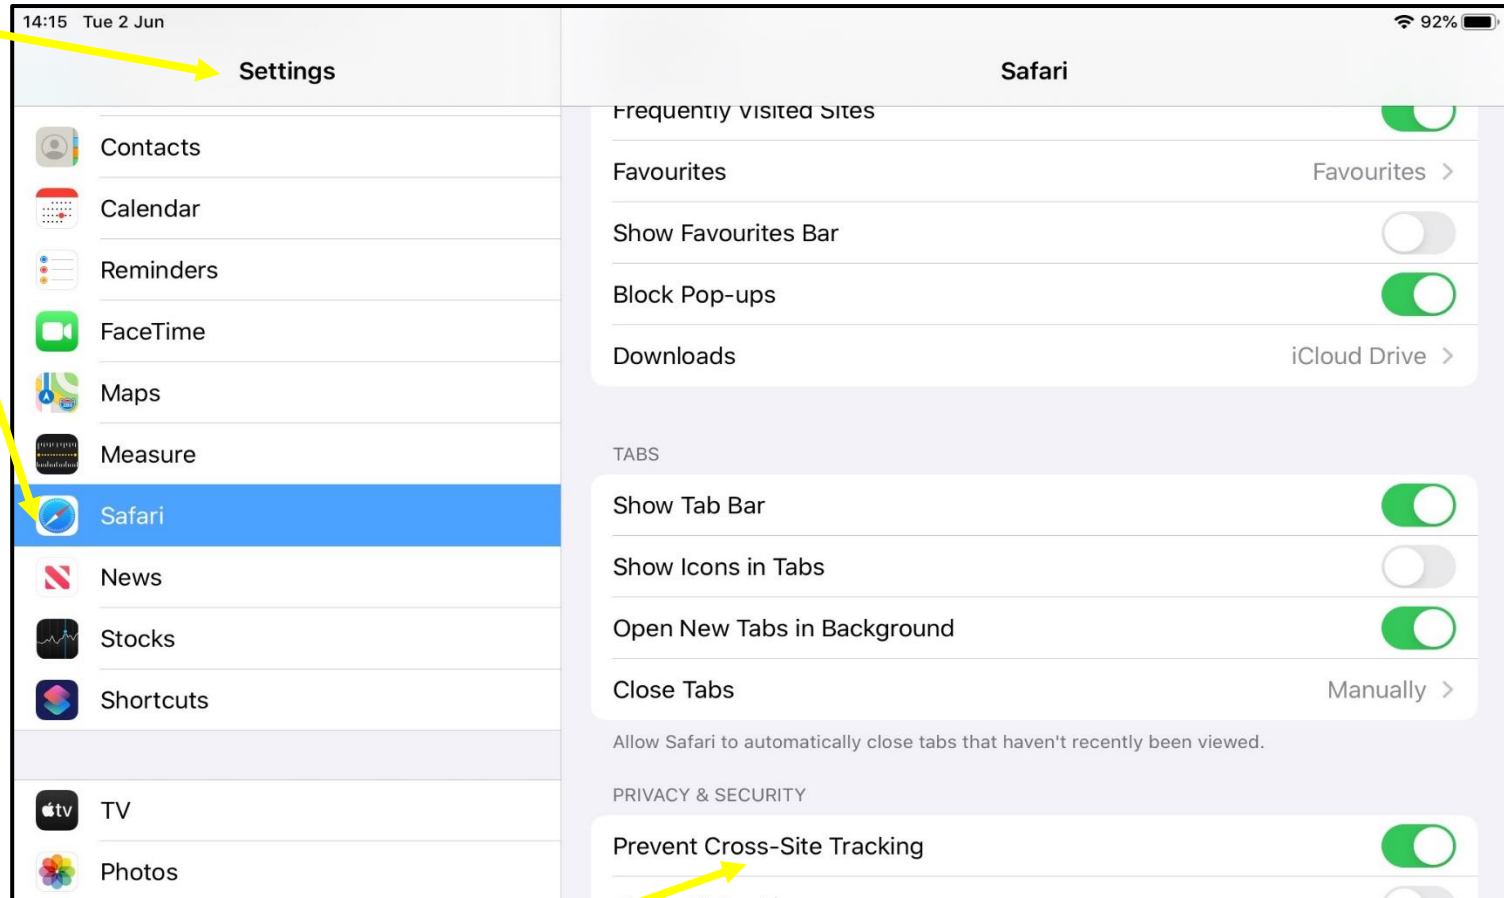 14:15 Tue 2 Jun
92%
Settings
Contacts
Calendar
Reminders
FaceTime
Maps
Measure
Safari
News
Stocks
Shortcuts
tv
TV
Photos
Safari
Frequently Visited Sites
Favourites Favourites
Show Favourites Bar
Block Pop-ups
Downloads iCloud Drive
TABS
Show Tab Bar
Show Icons in Tabs
Open New Tabs in Background
Close Tabs Manually
Allow Safari to automatically close tabs that haven't recently been viewed.
PRIVACY & SECURITY
Prevent Cross-Site Tracking